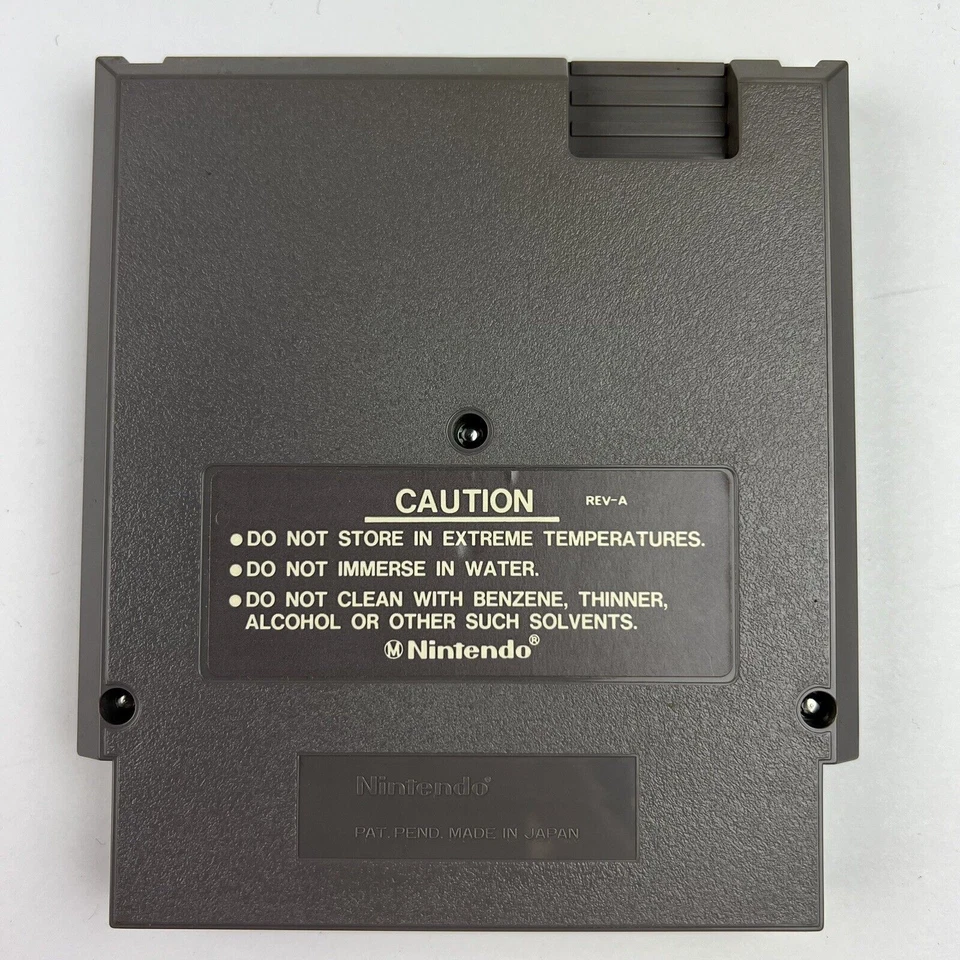 CAUTION REV-A
●DO NOT STORE IN EXTREME TEMPERATURES.
●DO NOT IMMERSE IN WATER.
●DO NOT CLEAN WITH BENZENE, THINNER,
ALCOHOL OR OTHER SUCH SOLVENTS.
Ⓜ Nintendo®
Nintendo®
PAT. PEND. MADE IN JAPAN